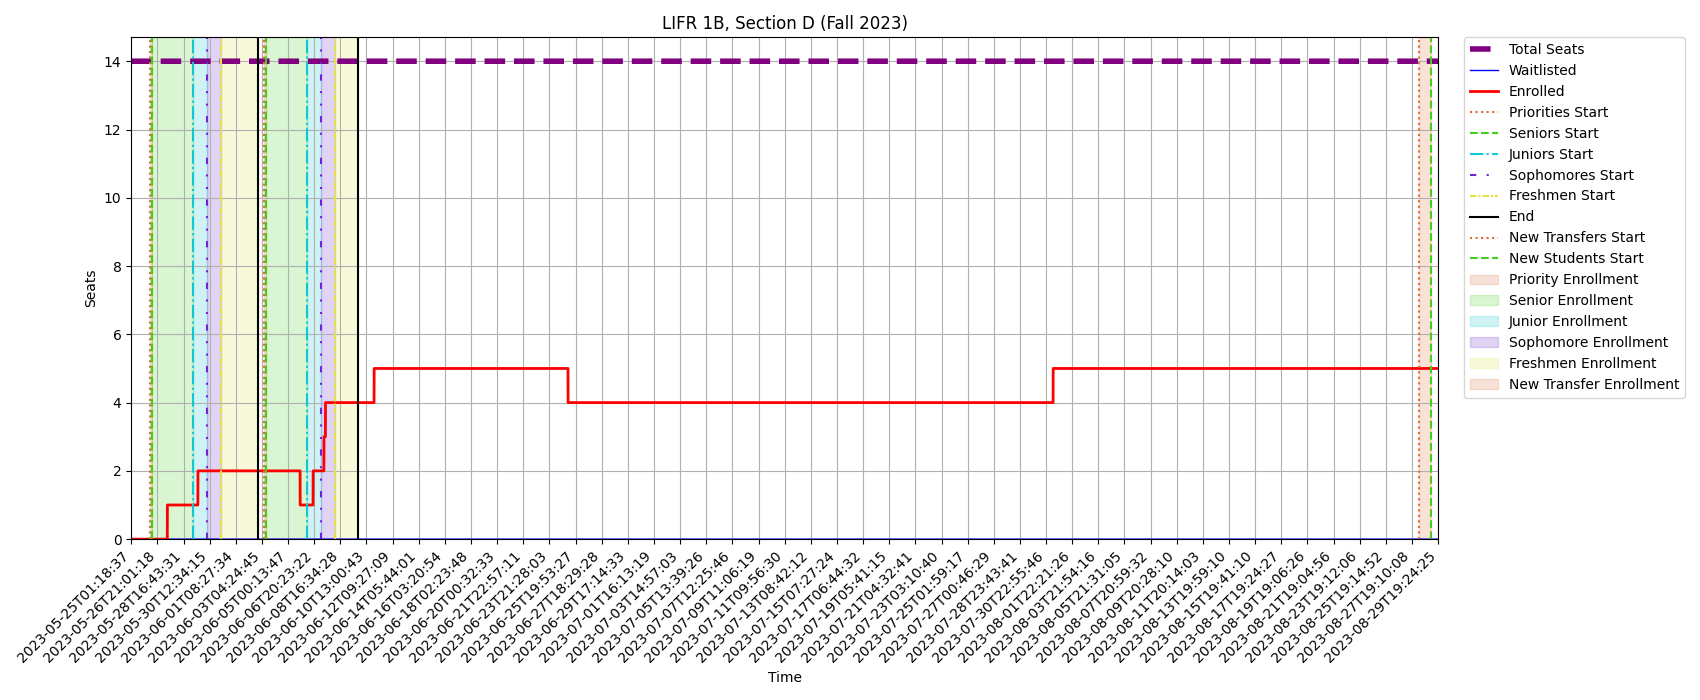 LIFR 1B, Section D (Fall 2023)
Seats
14
12
10
8
6
4
2
0
2023-05-25T01:18:37
2023-05-26T21:01:18
2023-05-28T16:43:31
2023-05-30T12:34:15
2023-06-01T08:27:34
2023-06-03T04:24:45
2023-06-05T00:13:47
2023-06-06T20:23:22
2023-06-08T16:34:28
2023-06-10T13:00:43
2023-06-12T09:27:09
2023-06-14T05:44:01
2023-06-16T03:20:54
2023-06-18T02:23:48
2023-06-20T00:32:33
2023-06-21T22:57:11
2023-06-23T21:28:03
2023-06-25T19:53:27
2023-06-27T18:29:28
2023-06-29T17:14:33
2023-07-01T16:13:19
2023-07-03T14:57:03
2023-07-05T13:39:26
2023-07-07T12:25:46
2023-07-09T11:06:19
2023-07-11T09:56:30
2023-07-13T08:42:12
2023-07-15T07:27:24
2023-07-17T06:44:32
2023-07-19T05:41:15
2023-07-21T04:32:41
2023-07-23T03:10:40
2023-07-25T01:59:17
2023-07-27T00:46:29
2023-07-28T23:43:41
2023-07-30T22:55:46
2023-08-01T22:21:26
2023-08-03T21:54:16
2023-08-05T21:31:05
2023-08-07T20:59:32
2023-08-09T20:28:10
2023-08-11T20:14:03
2023-08-13T19:59:10
2023-08-15T19:41:10
2023-08-17T19:24:27
2023-08-19T19:06:26
2023-08-21T19:04:56
2023-08-23T19:12:06
2023-08-25T19:14:52
2023-08-27T19:10:08
2023-08-29T19:24:25
Time
Total Seats
Waitlisted
Enrolled
Priorities Start
Seniors Start
Juniors Start
Sophomores Start
Freshmen Start
End
New Transfers Start
New Students Start
Priority Enrollment
Senior Enrollment
Junior Enrollment
Sophomore Enrollment
Freshmen Enrollment
New Transfer Enrollment